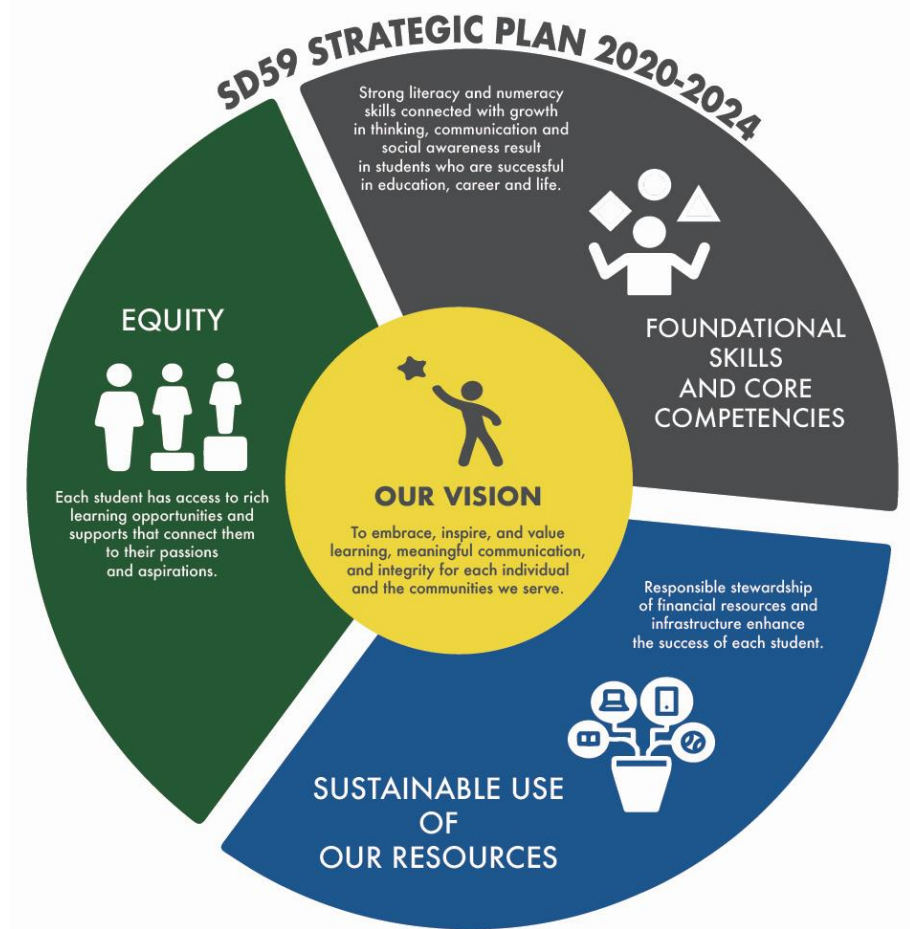 SD59 STRATEGIC PLAN 2020-2024
Strong literacy and numeracy
skills connected with growth
in thinking, communication and
social awareness result
in students who are successful
in education, career and life.
FOUNDATIONAL
SKILLS
AND CORE
COMPETENCIES
EQUITY
Each student has access to rich
learning opportunities and
supports that connect them
to their passions
and aspirations.
OUR VISION
To embrace, inspire, and value
learning, meaningful communication,
and integrity for each individual
and the communities we serve.
Responsible stewardship
of financial resources and
infrastructure enhance
the success of each student.
SUSTAINABLE USE
OF
OUR RESOURCES